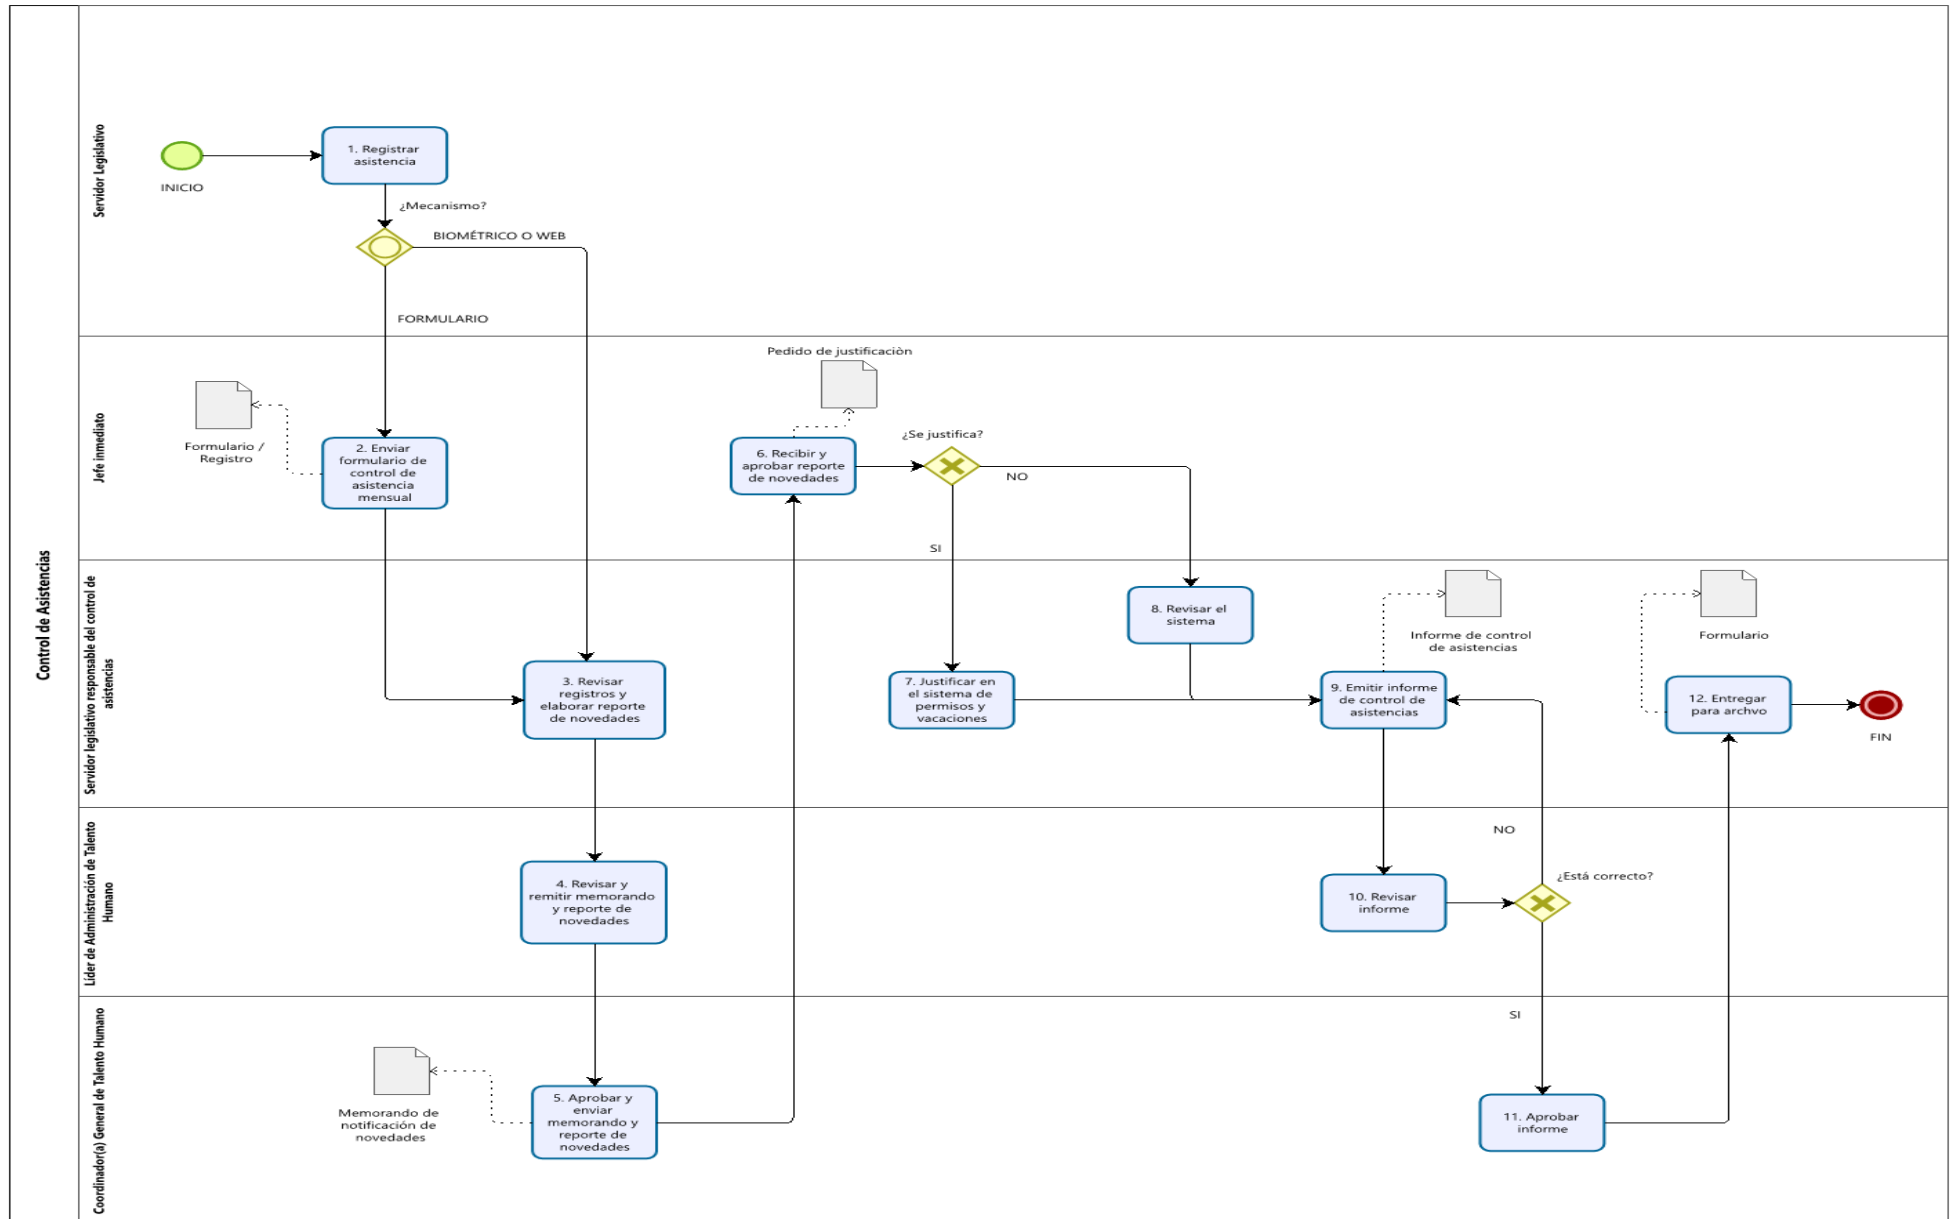 Control de Asistencias
Servidor Legislativo
INICIO
1. Registrar
asistencia
¿Mecanismo?
BIOMÉTRICO O WEB
FORMULARIO
Jefe inmediato
Formulario /
Registro
2. Enviar
formulario de
control de
asistencia
mensual
Pedido de justificaciòn
6. Recibir y
aprobar reporte
de novedades
¿Se justifica?
NO
SI
Servidor legislativo responsable del control de
asistencias
3. Revisar
registros y
elaborar reporte
de novedades
7. Justificar en
el sistema de
permisos y
vacaciones
8. Revisar el
sistema
9. Emitir informe
de control de
asistencias
Informe de control
de asistencias
Formulario
12. Entregar
para archvo
FIN
Líder de Administración de Talento
Humano
4. Revisar y
remitir memorando
y reporte de
novedades
10. Revisar
informe
NO
¿Está correcto?
SI
Coordinador(a) General de Talento Humano
Memorando de
notificación de
novedades
5. Aprobar y
enviar
memorando y
reporte de
novedades
11. Aprobar
informe